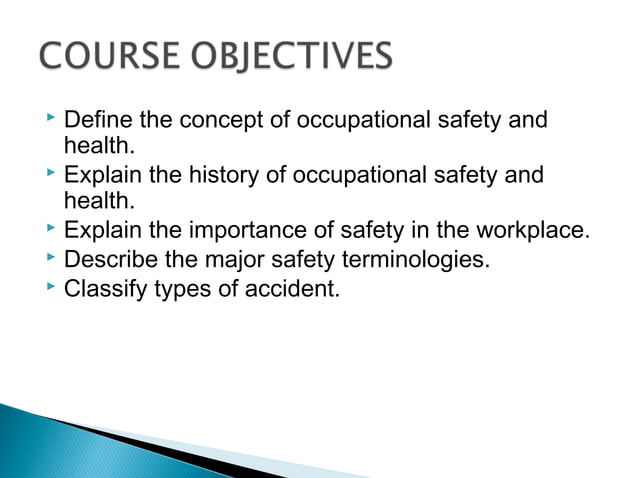 COURSE OBJECTIVES
Define the concept of occupational safety and
health.
Explain the history of occupational safety and
health.
Explain the importance of safety in the workplace.
Describe the major safety terminologies.
Classify types of accident.